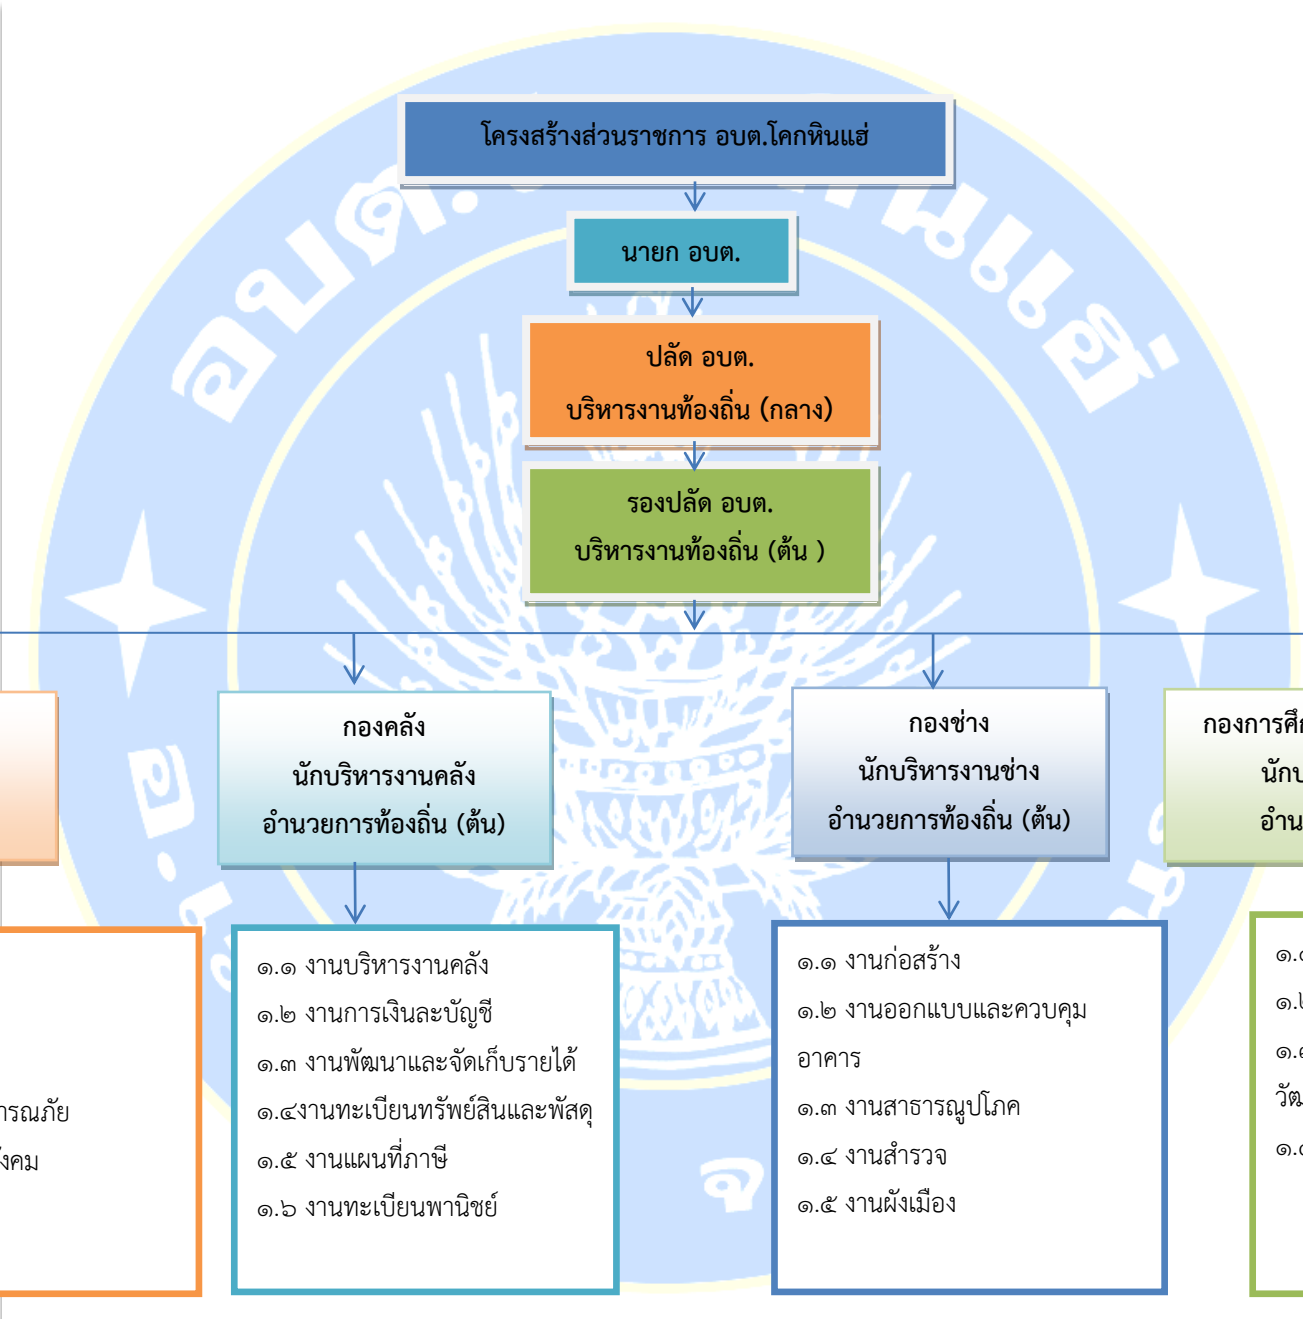 โครงสร้างส่วนราชการ อบต.โคกหินแฮ่
นายก อบต.
ปลัด อบต.
บริหารงานท้องถิ่น (กลาง)
รองปลัด อบต.
บริหารงานท้องถิ่น (ต้น )
กองคลัง
นักบริหารงานคลัง
อำนวยการท้องถิ่น (ต้น)
กองช่าง
นักบริหารงานช่าง
อำนวยการท้องถิ่น (ต้น)
ารณภัย
ังคม
๑.๑ งานบริหารงานคลัง
๑.๒ งานการเงินละบัญชี
๑.๓ งานพัฒนาและจัดเก็บรายได้
๑.๔งานทะเบียนทรัพย์สินและพัสดุ
๑.๕ งานแผนที่ภาษี
๑.๖ งานทะเบียนพานิชย์
๑.๑ งานก่อสร้าง
๑.๒ งานออกแบบและควบคุม
อาคาร
๑.๓ งานสาธารณูปโภค
๑.๔ งานสำรวจ
๑.๕ งานผังเมือง